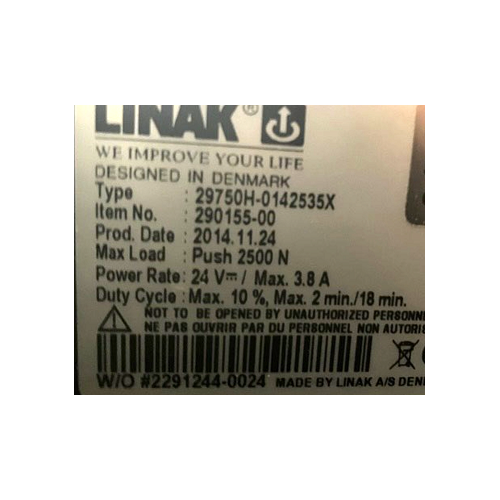 LINAK®
WE IMPROVE YOUR LIFE
DESIGNED IN DENMARK
Type : 29750H-0142535X
Item No. : 290155-00
Prod. Date : 2014.11.24
Max Load : Push 2500 N
Power Rate: 24 V⎓ / Max. 3.8 A
Duty Cycle : Max. 10 %, Max. 2 min./18 min.
NOT TO BE OPENED BY UNAUTHORIZED PERSONN
NE PAS OUVRIR PAR DU PERSONNEL NON AUTORIS
W/O #2291244-0024 MADE BY LINAK A/S DEN